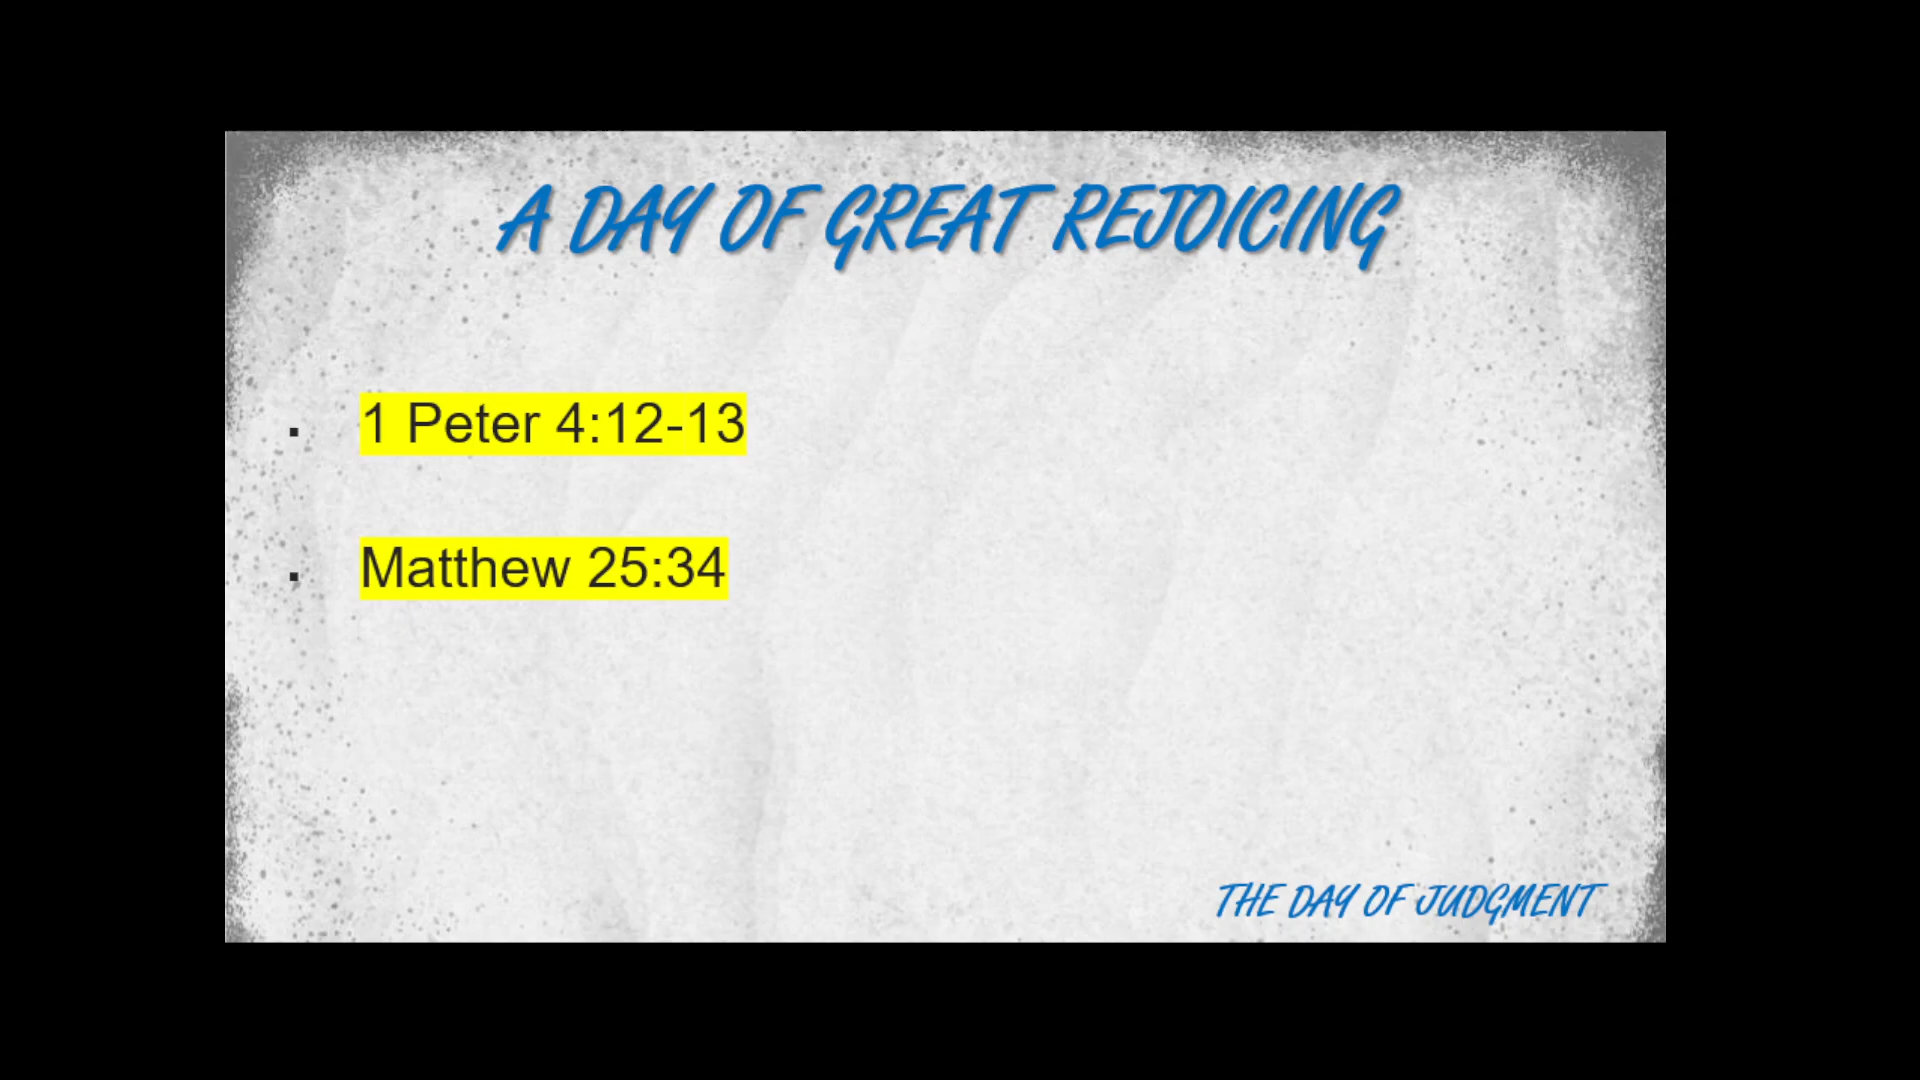 A DAY OF GREAT REJOICING
▪ 1 Peter 4:12-13
▪ Matthew 25:34
THE DAY OF JUDGMENT